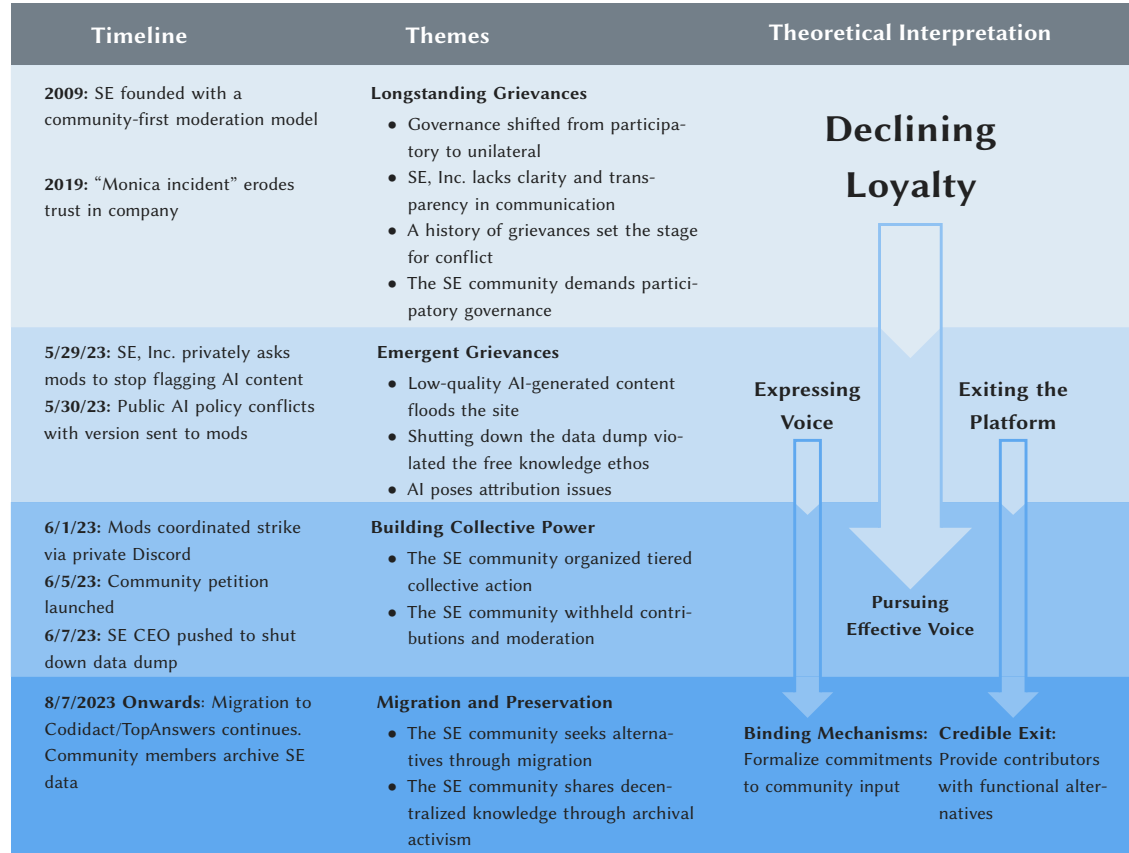 Timeline
Themes
Theoretical Interpretation
2009: SE founded with a
community-first moderation model
2019: “Monica incident” erodes
trust in company
Longstanding Grievances
• Governance shifted from participa-
tory to unilateral
• SE, Inc. lacks clarity and trans-
parency in communication
• A history of grievances set the stage
for conflict
• The SE community demands partici-
patory governance
Declining
Loyalty
5/29/23: SE, Inc. privately asks
mods to stop flagging AI content
5/30/23: Public AI policy conflicts
with version sent to mods
Emergent Grievances
• Low-quality AI-generated content
floods the site
• Shutting down the data dump vio-
lated the free knowledge ethos
• AI poses attribution issues
Expressing
Voice
Exiting the
Platform
6/1/23: Mods coordinated strike
via private Discord
6/5/23: Community petition
launched
6/7/23: SE CEO pushed to shut
down data dump
Building Collective Power
• The SE community organized tiered
collective action
• The SE community withheld contri-
butions and moderation
Pursuing
Effective Voice
8/7/2023 Onwards: Migration to
Codidact/TopAnswers continues.
Community members archive SE
data
Migration and Preservation
• The SE community seeks alterna-
tives through migration
• The SE community shares decen-
tralized knowledge through archival
activism
Binding Mechanisms:
Formalize commitments
to community input
Credible Exit:
Provide contributors
with functional alter-
natives